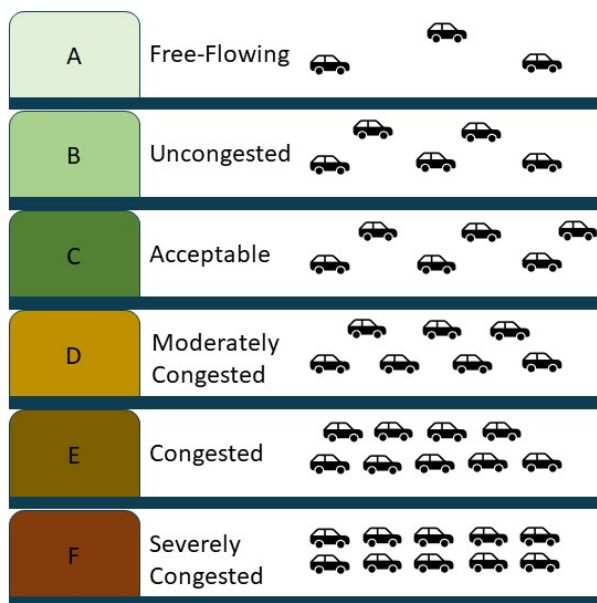 A Free-Flowing
B Uncongested
C Acceptable
D Moderately
Congested
E Congested
F Severely
Congested